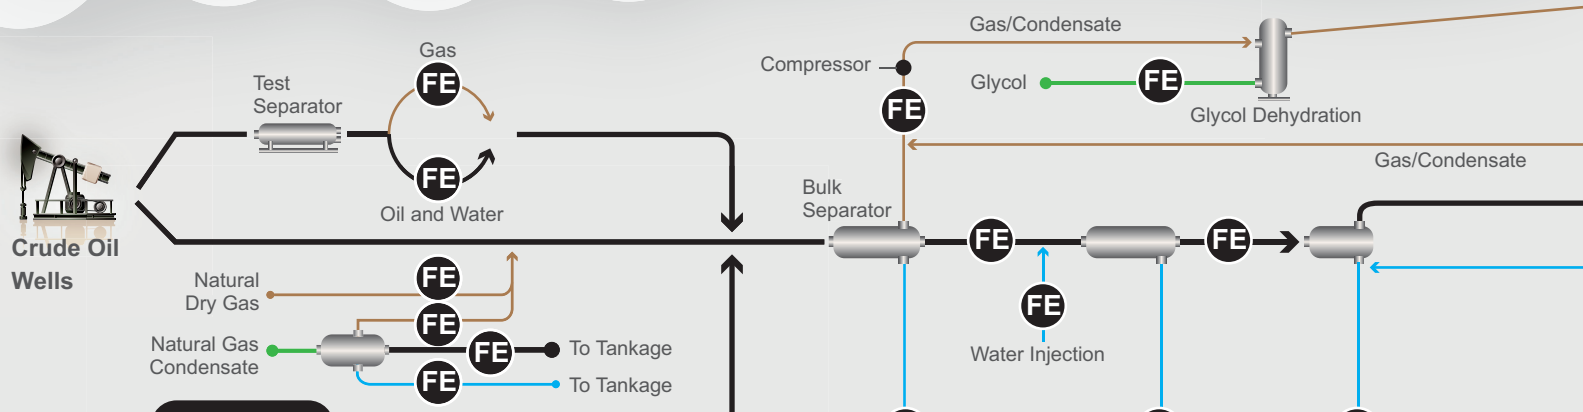 Gas/Condensate
Gas
Compressor
FE
Test
Separator
FE
Glycol
FE
FE
Glycol Dehydration
Gas/Condensate
FE
Bulk
Separator
Oil and Water
FE
FE
Crude Oil
Wells
Natural
Dry Gas
FE
FE
FE
Natural Gas
Condensate
FE
To Tankage
Water Injection
FE
To Tankage